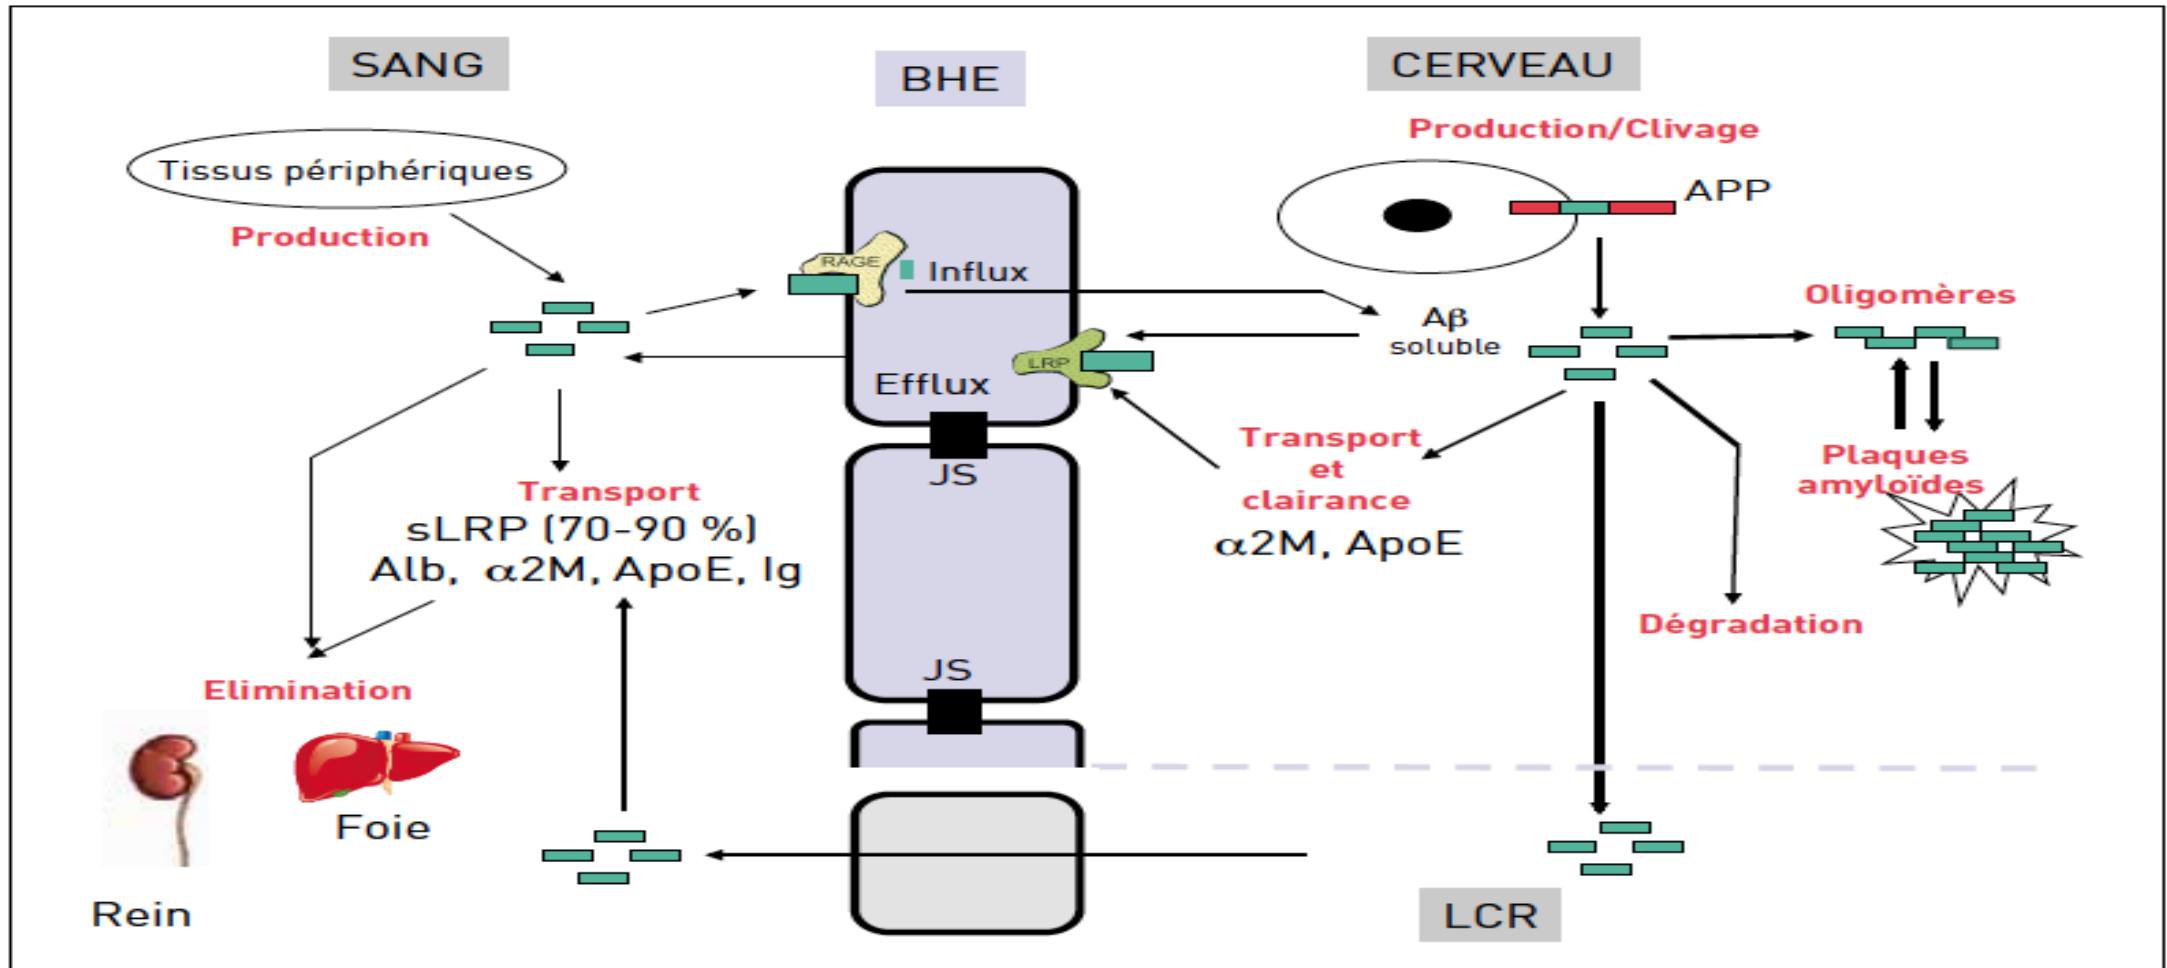 SANG
BHE
CERVEAU
Production/Clivage
Tissus périphériques
APP
Production
RAGE
Influx
Oligomères
Aβ
soluble
LRP
Efflux
Transport
et
clairance
α2M, ApoE
Plaques
amyloïdes
JS
Transport
sLRP (70-90 %)
Alb, α2M, ApoE, Ig
Dégradation
JS
Elimination
Foie
Rein
LCR